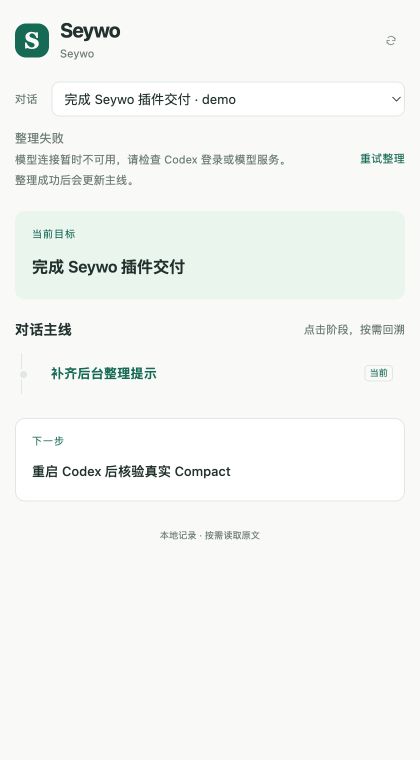 S
Seywo
Seywo
对话
完成 Seywo 插件交付 · demo
整理失败
模型连接暂时不可用，请检查 Codex 登录或模型服务。
重试整理
整理成功后会更新主线。
当前目标
完成 Seywo 插件交付
对话主线
点击阶段，按需回溯
补齐后台整理提示
当前
下一步
重启 Codex 后核验真实 Compact
本地记录 · 按需读取原文